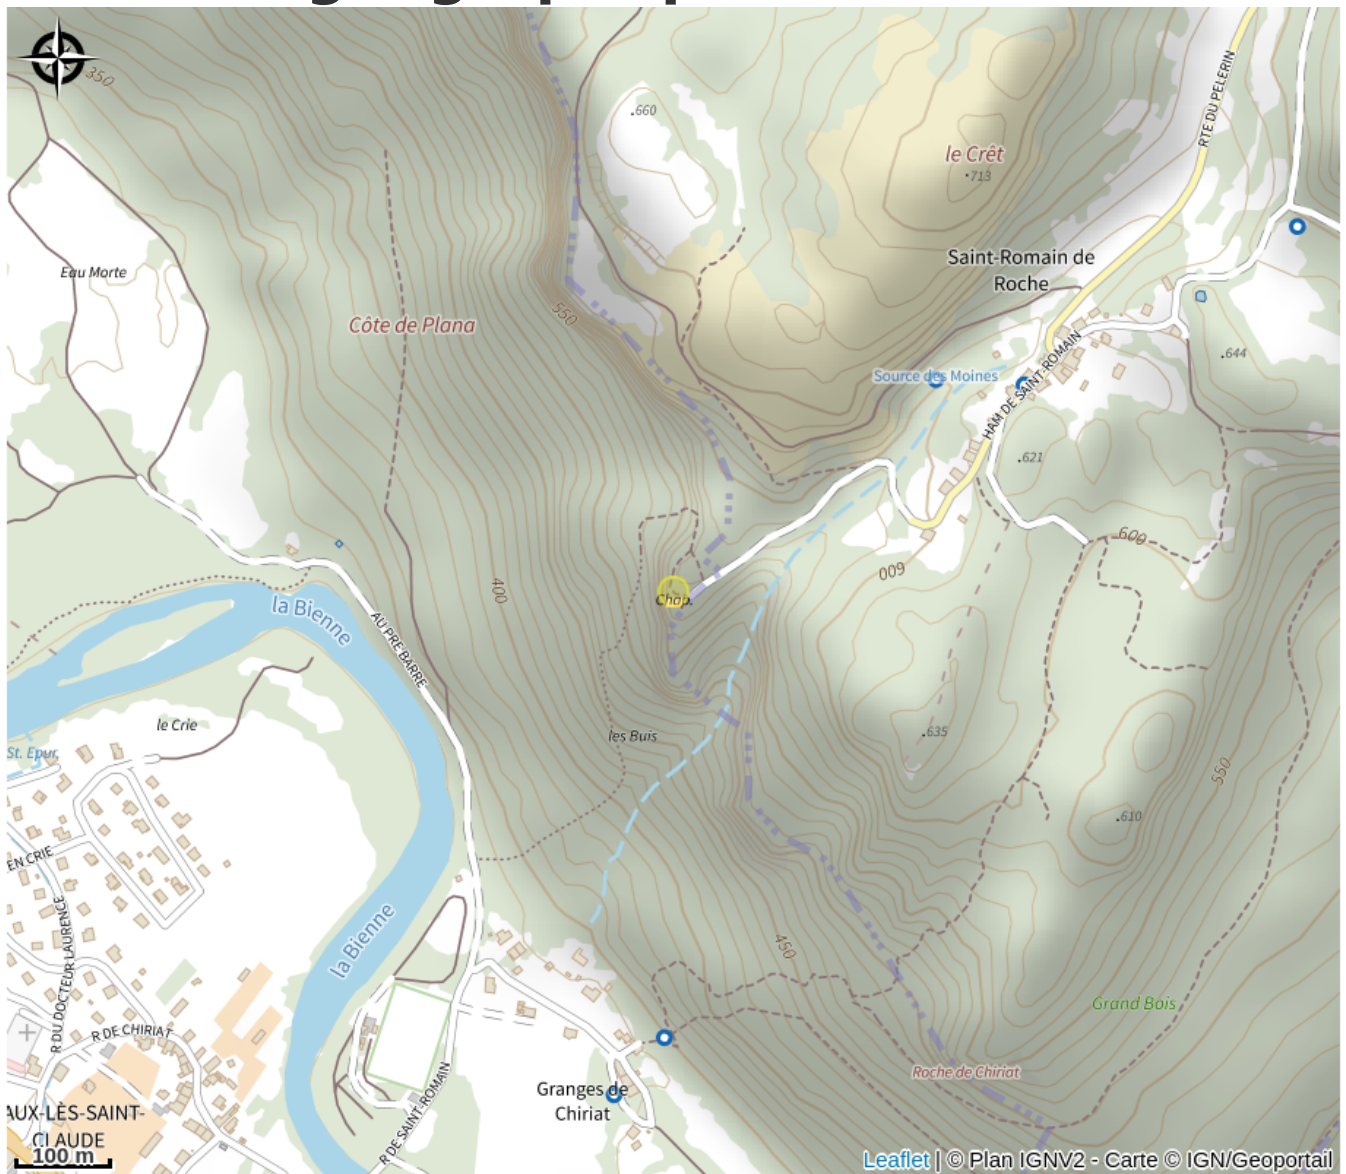 350
660
le Crêt
713
RTE DU PELERIN
Eau Morte
Saint-Romain de
Roche
Côte de Plana
550
644
Source des Moines
HAM DE SAINT-ROMAIN
621
600
600
400
Chap.
la Bienne
AU PRE BARRE
le Crie
St. Epur.
les Buis
635
550
610
EN CRIE
R DU DOCTEUR LAURENCE
la Bienne
450
R DE CHIRIAT
Grand Bois
Roche de Chiriat
Granges de
Chiriat
R DE SAINT-ROMAIN
AUX-LÈS-SAINT-
CLAUDE
100 m
Leaflet | © Plan IGNV2 - Carte © IGN/Geoportail